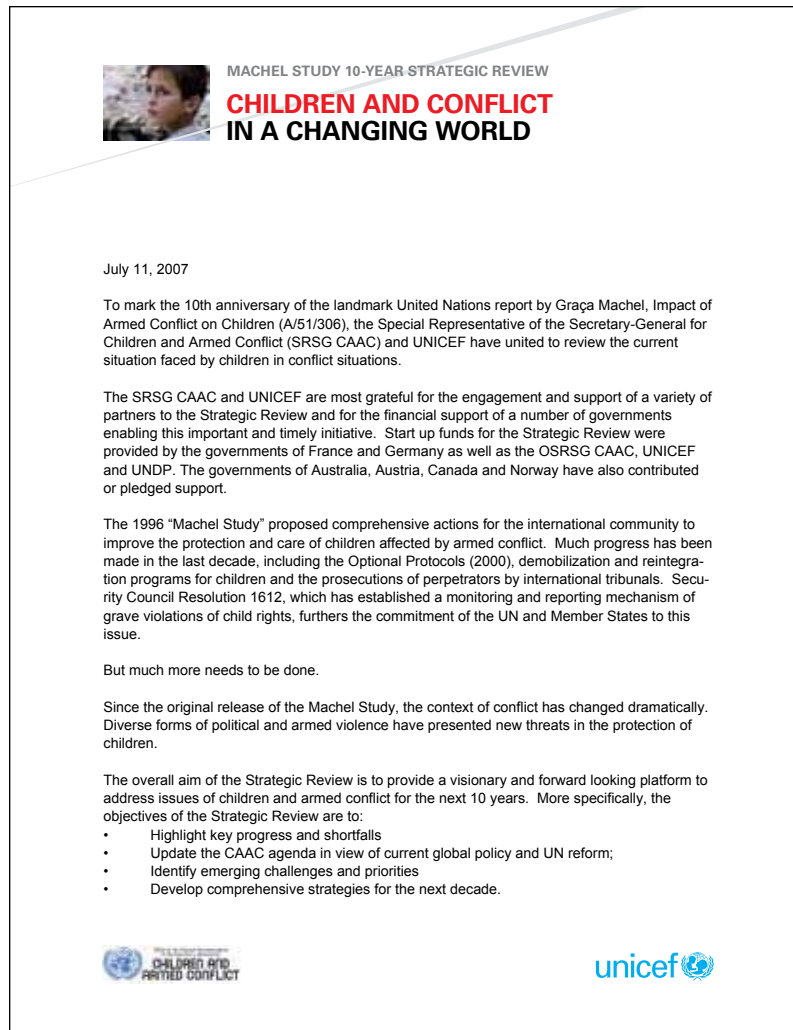 MACHEL STUDY 10-YEAR STRATEGIC REVIEW
CHILDREN AND CONFLICT
IN A CHANGING WORLD
July 11, 2007
To mark the 10th anniversary of the landmark United Nations report by Graça Machel, Impact of
Armed Conflict on Children (A/51/306), the Special Representative of the Secretary-General for
Children and Armed Conflict (SRSG CAAC) and UNICEF have united to review the current
situation faced by children in conflict situations.
The SRSG CAAC and UNICEF are most grateful for the engagement and support of a variety of
partners to the Strategic Review and for the financial support of a number of governments
enabling this important and timely initiative.  Start up funds for the Strategic Review were
provided by the governments of France and Germany as well as the OSRSG CAAC, UNICEF
and UNDP. The governments of Australia, Austria, Canada and Norway have also contributed
or pledged support.
The 1996 “Machel Study” proposed comprehensive actions for the international community to
improve the protection and care of children affected by armed conflict.  Much progress has been
made in the last decade, including the Optional Protocols (2000), demobilization and reintegra-
tion programs for children and the prosecutions of perpetrators by international tribunals.  Secu-
rity Council Resolution 1612, which has established a monitoring and reporting mechanism of
grave violations of child rights, furthers the commitment of the UN and Member States to this
issue.
But much more needs to be done.
Since the original release of the Machel Study, the context of conflict has changed dramatically.
Diverse forms of political and armed violence have presented new threats in the protection of
children.
The overall aim of the Strategic Review is to provide a visionary and forward looking platform to
address issues of children and armed conflict for the next 10 years.  More specifically, the
objectives of the Strategic Review are to:
• Highlight key progress and shortfalls
• Update the CAAC agenda in view of current global policy and UN reform;
• Identify emerging challenges and priorities
• Develop comprehensive strategies for the next decade.
CHILDREN AND
ARMED CONFLICT
unicef